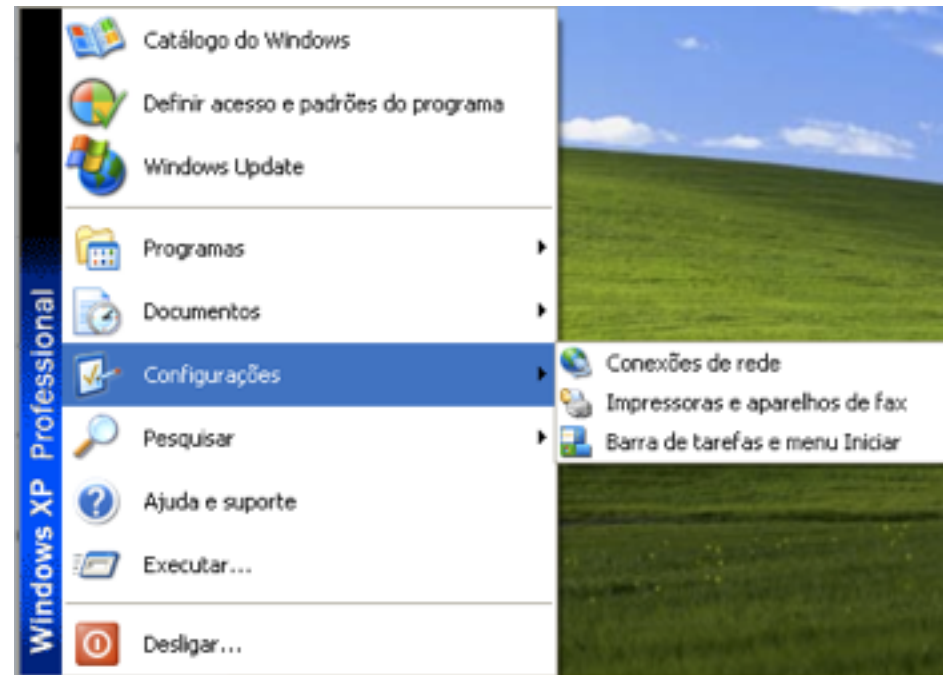 Catálogo do Windows
Definir acesso e padrões do programa
Windows Update
Programas
Documentos
Configurações
Conexões de rede
Impressoras e aparelhos de fax
Barra de tarefas e menu Iniciar
Pesquisar
Ajuda e suporte
Executar...
Desligar...
Windows XP Professional